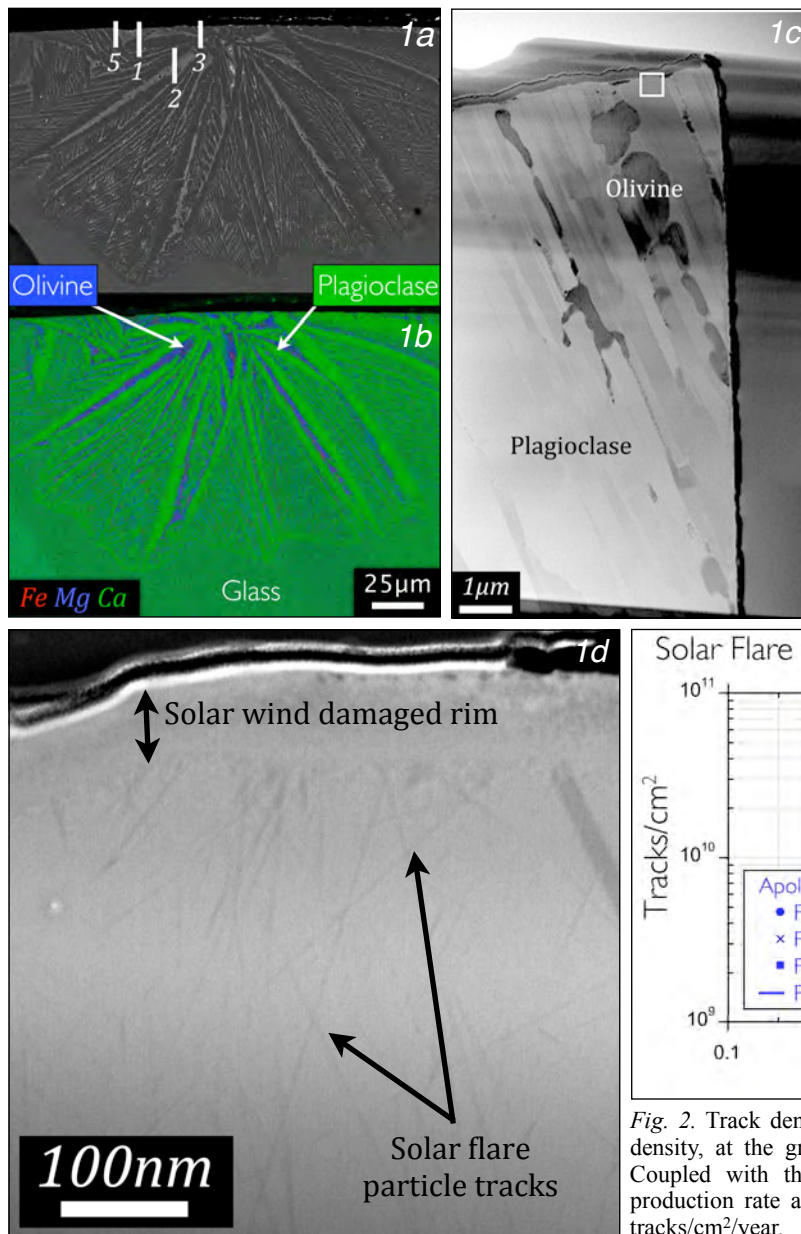 1a
5 1 2 3
Olivine
Plagioclase
1b
Fe Mg Ca
Glass
25µm
1c
Olivine
Plagioclase
1µm
1d
Solar wind damaged rim
Solar flare
particle tracks
100nm
Solar Flare
Tracks/cm²
10¹¹
10¹⁰
10⁹
0.1
Apol
F
F
F
F
Fig. 2. Track den
density, at the gr
Coupled with th
production rate a
tracks/cm²/year.